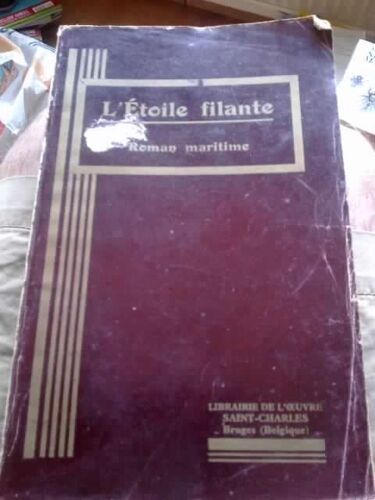 L'Étoile filante
Roman maritime
LIBRAIRIE DE L'ŒUVRE
SAINT-CHARLES
Bruges (Belgique)